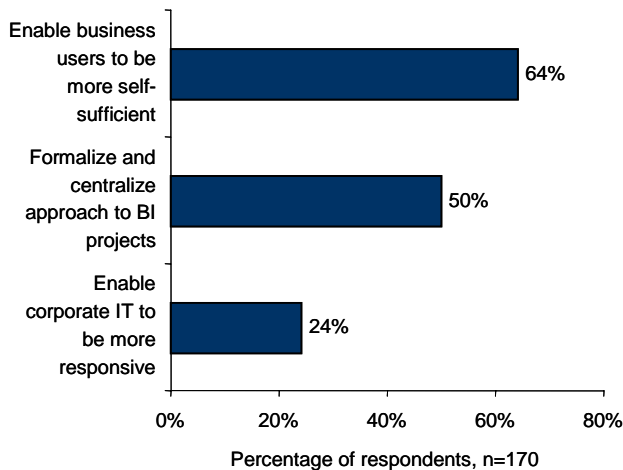 Enable business
users to be
more self-
sufficient
64%
Formalize and
centralize
approach to BI
projects
50%
Enable
corporate IT to
be more
responsive
24%
0% 20% 40% 60% 80%
Percentage of respondents, n=170